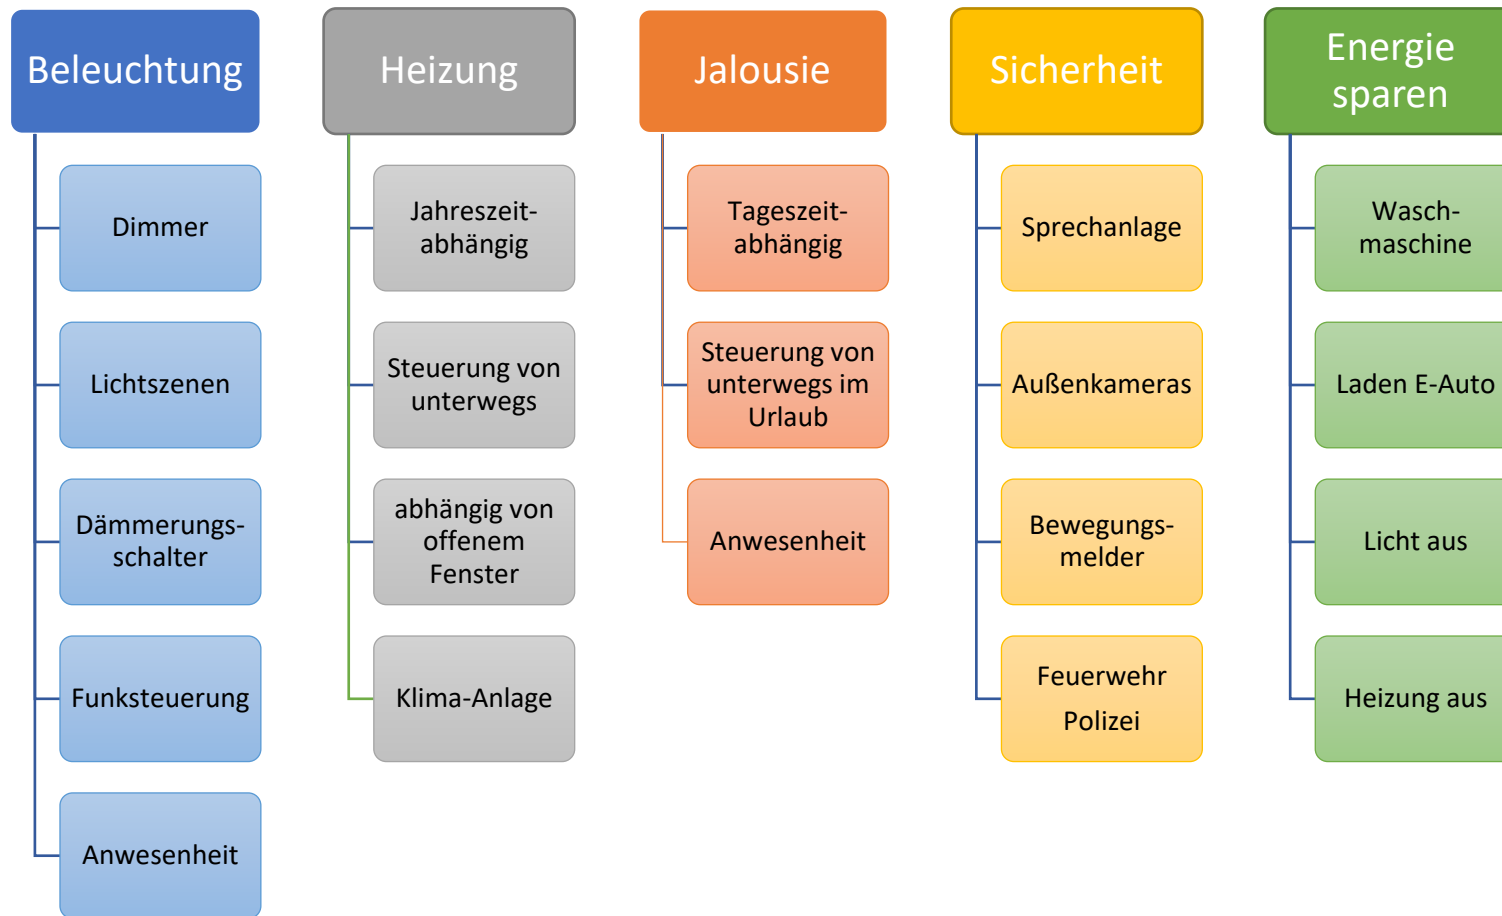 Beleuchtung
Dimmer
Lichtszenen
Dämmerungs-
schalter
Funksteuerung
Anwesenheit
Heizung
Jahreszeit-
abhängig
Steuerung von
unterwegs
abhängig von
offenem
Fenster
Klima-Anlage
Jalousie
Tageszeit-
abhängig
Steuerung von
unterwegs im
Urlaub
Anwesenheit
Sicherheit
Sprechanlage
Außenkameras
Bewegungs-
melder
Feuerwehr
Polizei
Energie
sparen
Wasch-
maschine
Laden E-Auto
Licht aus
Heizung aus